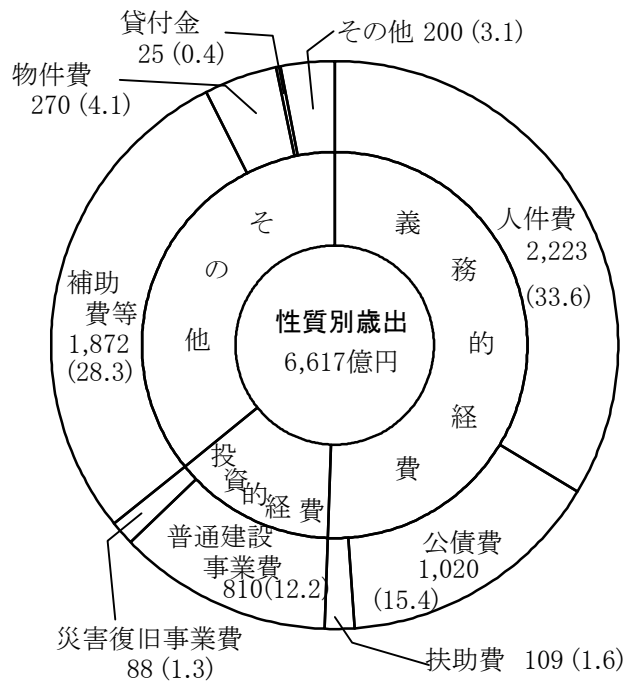 貸付金
25 (0.4)
その他 200 (3.1)
物件費
270 (4.1)
人件費
2,223
(33.6)
義務的経費
その他
補助
費等
1,872
(28.3)
性質別歳出
6,617億円
投資的経費
普通建設
事業費
810(12.2)
公債費
1,020
(15.4)
災害復旧事業費
88 (1.3)
扶助費 109 (1.6)